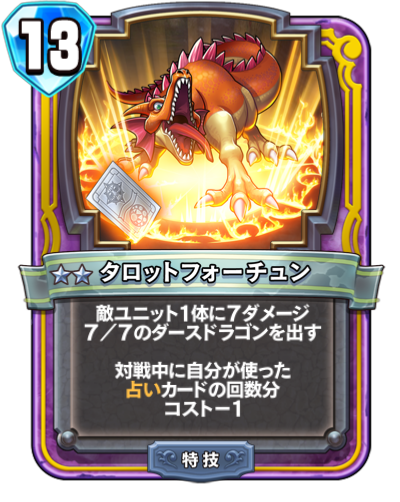 13
タロットフォーチュン
敵ユニット1体に7ダメージ
7/7のダースドラゴンを出す
対戦中に自分が使った
占いカードの回数分
コストー1
特技